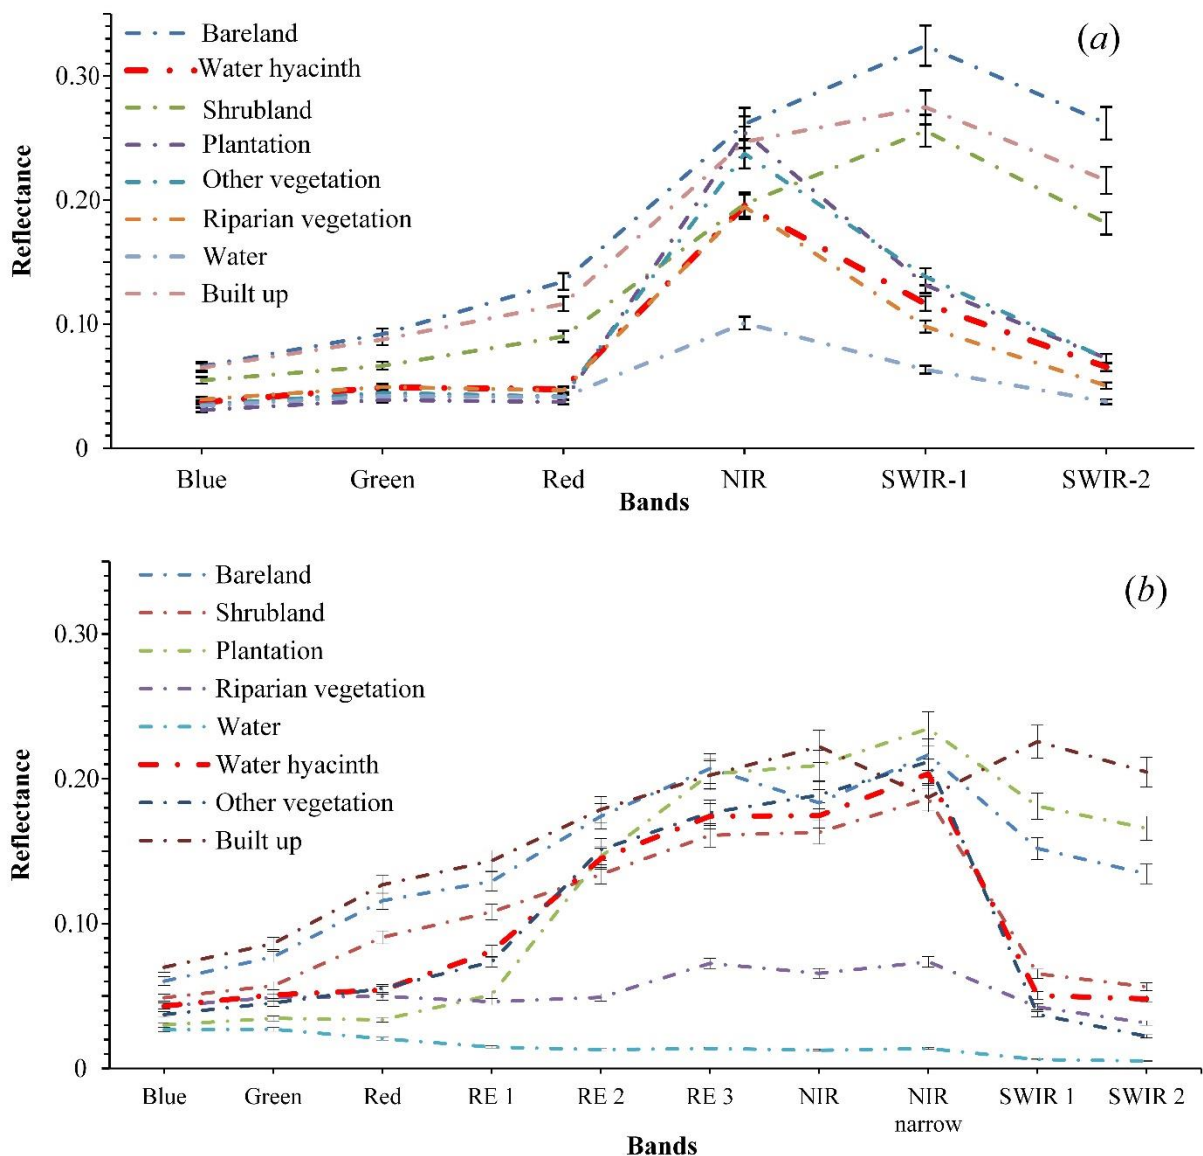 (a)
Bareland
Water hyacinth
Shrubland
Plantation
Other vegetation
Riparian vegetation
Water
Built up
Reflectance
0.30
0.20
0.10
0
Blue Green Red NIR SWIR-1 SWIR-2
Bands
(b)
Bareland
Shrubland
Plantation
Riparian vegetation
Water
Water hyacinth
Other vegetation
Built up
Reflectance
0.30
0.20
0.10
0
Blue Green Red RE 1 RE 2 RE 3 NIR NIR narrow SWIR 1 SWIR 2
Bands